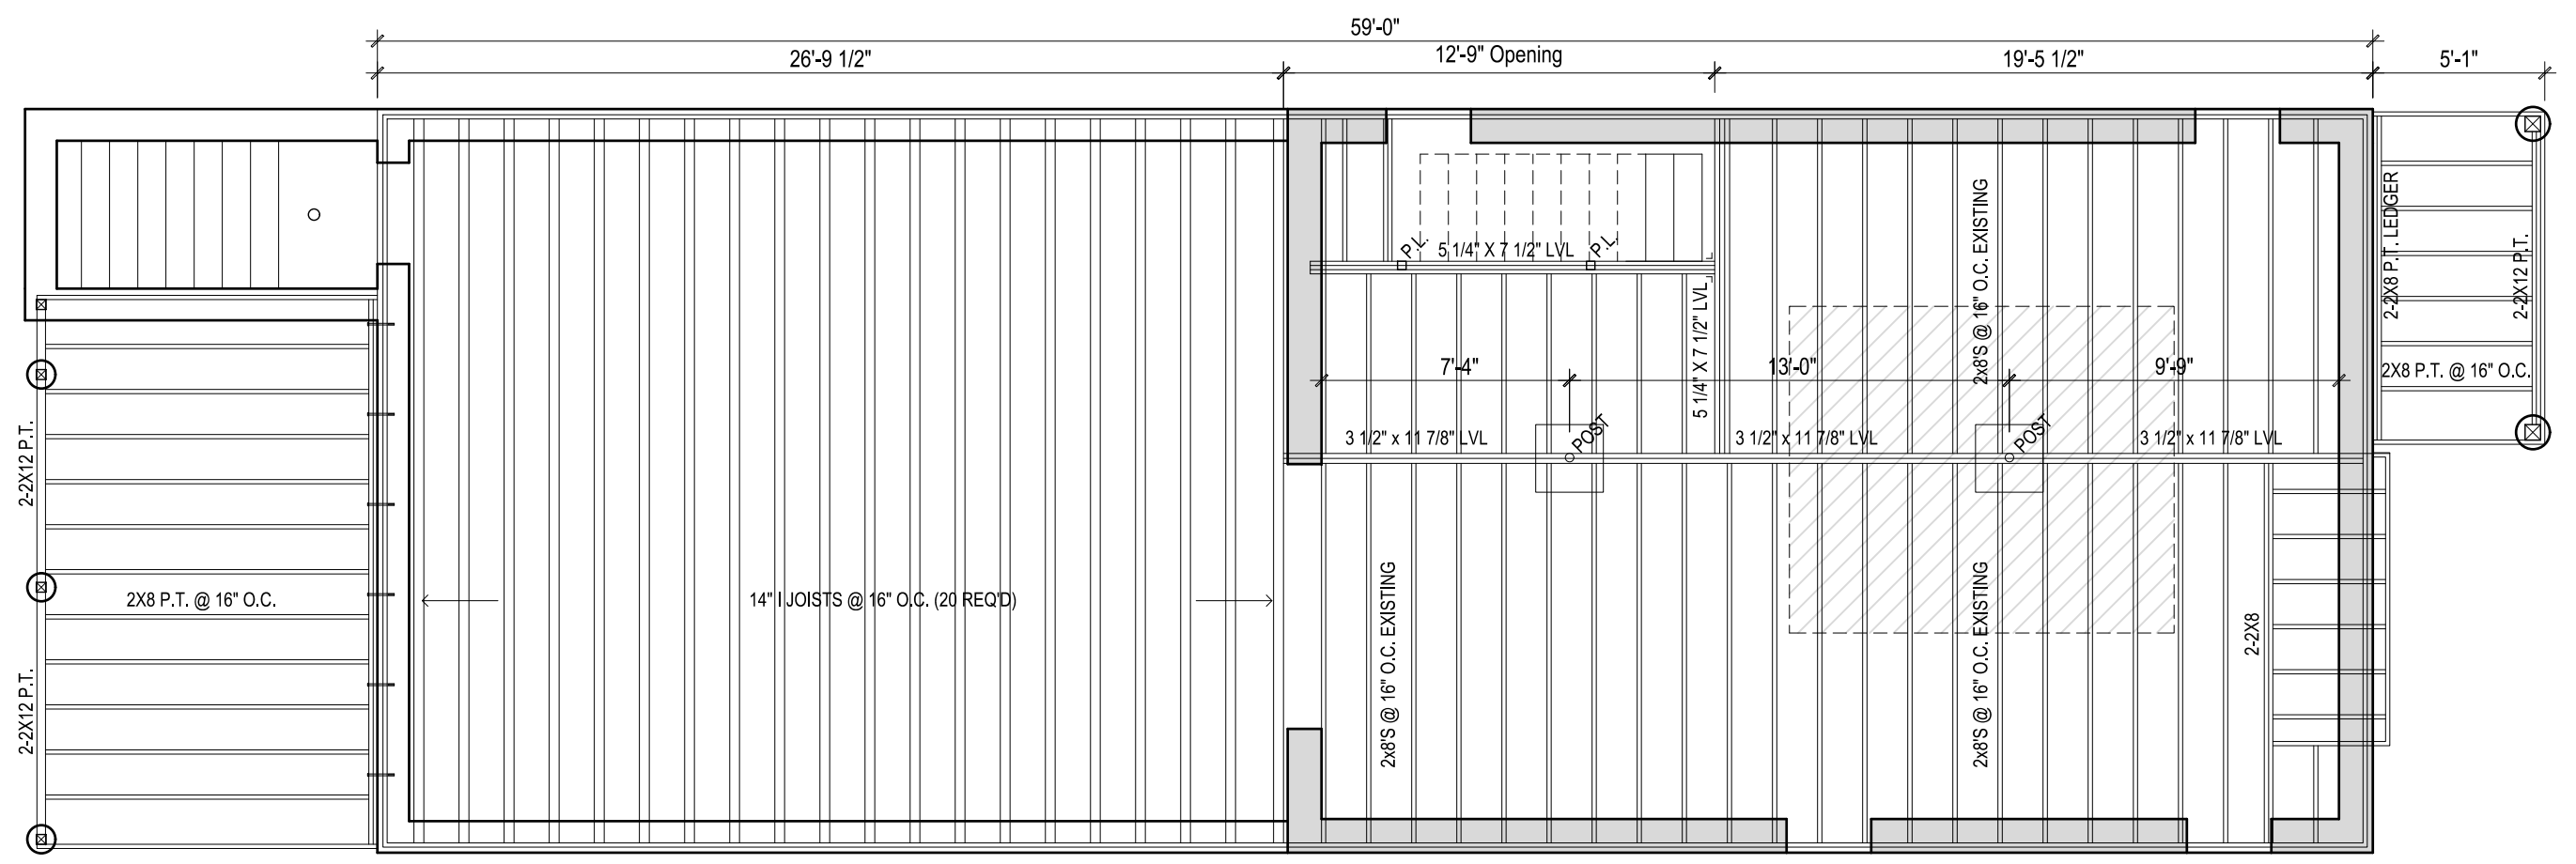 59'-0"
26'-9 1/2"
12'-9" Opening
19'-5 1/2"
5'-1"
P.L.
5 1/4" X 7 1/2" LVL
P.L.
5 1/4" X 7 1/2" LVL
2x8'S @ 16" O.C. EXISTING
2-2X8 P.T. LEDGER
2-2X12 P.T.
7'-4"
13'-0"
9'-9"
2X8 P.T. @ 16" O.C.
3 1/2" x 11 7/8" LVL
POST
3 1/2" x 11 7/8" LVL
POST
3 1/2" x 11 7/8" LVL
2-2X12 P.T.
2X8 P.T. @ 16" O.C.
14" I JOISTS @ 16" O.C. (20 REQ'D)
2x8'S @ 16" O.C. EXISTING
2x8'S @ 16" O.C. EXISTING
2-2X8
2-2X12 P.T.